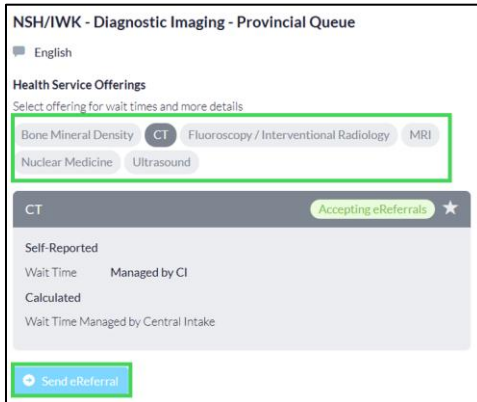 NSH/IWK - Diagnostic Imaging - Provincial Queue
English
Health Service Offerings
Select offering for wait times and more details
Bone Mineral Density CT Fluoroscopy / Interventional Radiology MRI
Nuclear Medicine Ultrasound
CT Accepting eReferrals
Self-Reported
Wait Time Managed by CI
Calculated
Wait Time Managed by Central Intake
Send eReferral